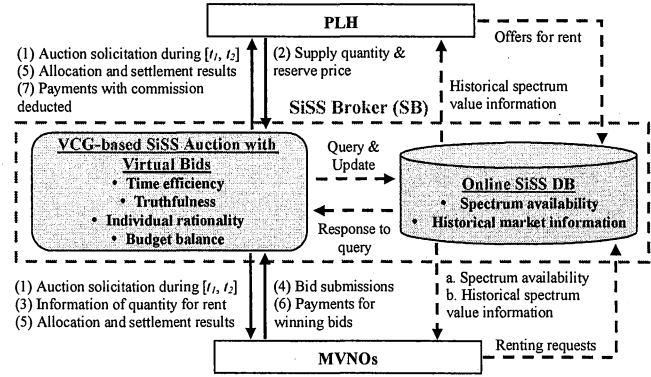 PLH
(1) Auction solicitation during [t1, t2]
(5) Allocation and settlement results
(7) Payments with commission
deducted
(2) Supply quantity &
reserve price
Offers for rent
Historical spectrum
value information
SiSS Broker (SB)
VCG-based SiSS Auction with
Virtual Bids
• Time efficiency
• Truthfulness
• Individual rationality
• Budget balance
Query &
Update
Response to
query
Online SiSS DB
• Spectrum availability
• Historical market information
(1) Auction solicitation during [t1, t2]
(3) Information of quantity for rent
(5) Allocation and settlement results
(4) Bid submissions
(6) Payments for
winning bids
a. Spectrum availability
b. Historical spectrum
value information
Renting requests
MVNOs